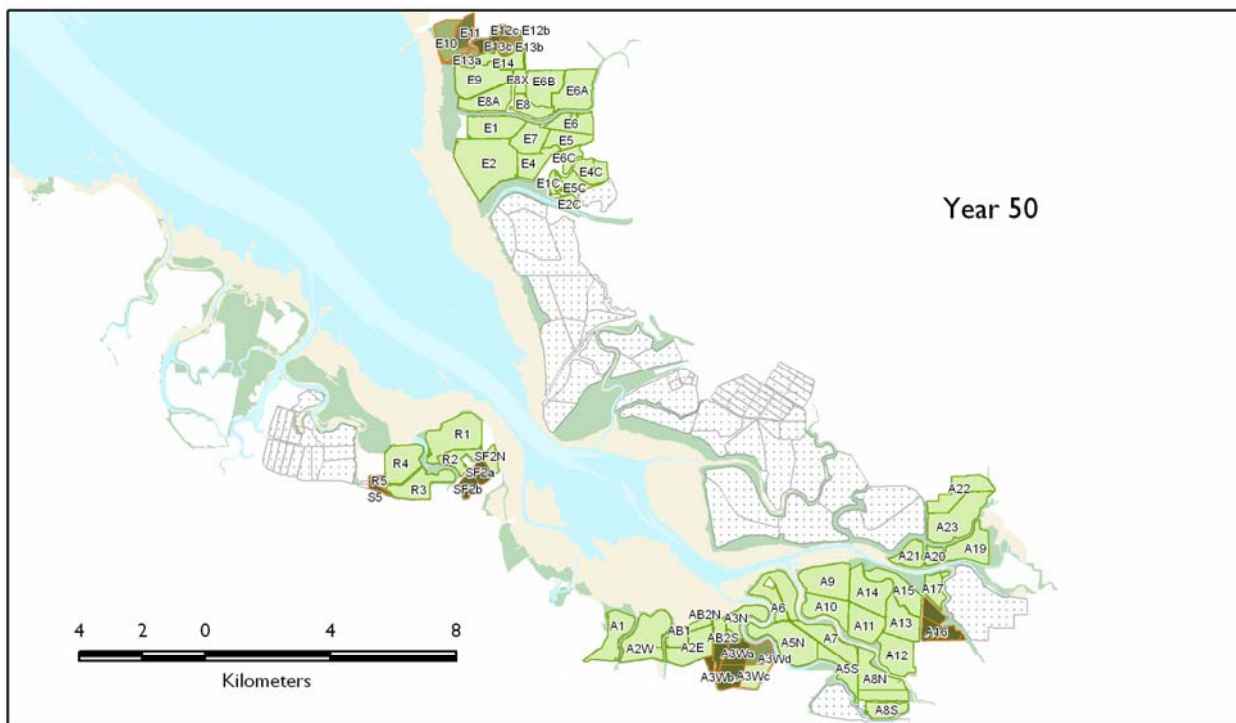 E11 E12c E12b
E10 E13c E13b
E13a E14
E9 E8X E6B
E6A
E8A E8
E1 E6
E7 E5
E2 E4 E6C
E4C
E1C E5C
E2C
Year 50
R1
R4 R2 SF2N
SF2a
R5 R3 SF2b
S5
A22
A23
A21 A20 A19
A9 A14 A15 A17
A1 AB2N A3N A6 A10 A11 A13 A16
AB1 AB2S
A2W A2E A5N A7 A12
A3Wa A3Wd
A3Wb A3Wc A5S A8N
A8S
4 2 0 4 8
Kilometers